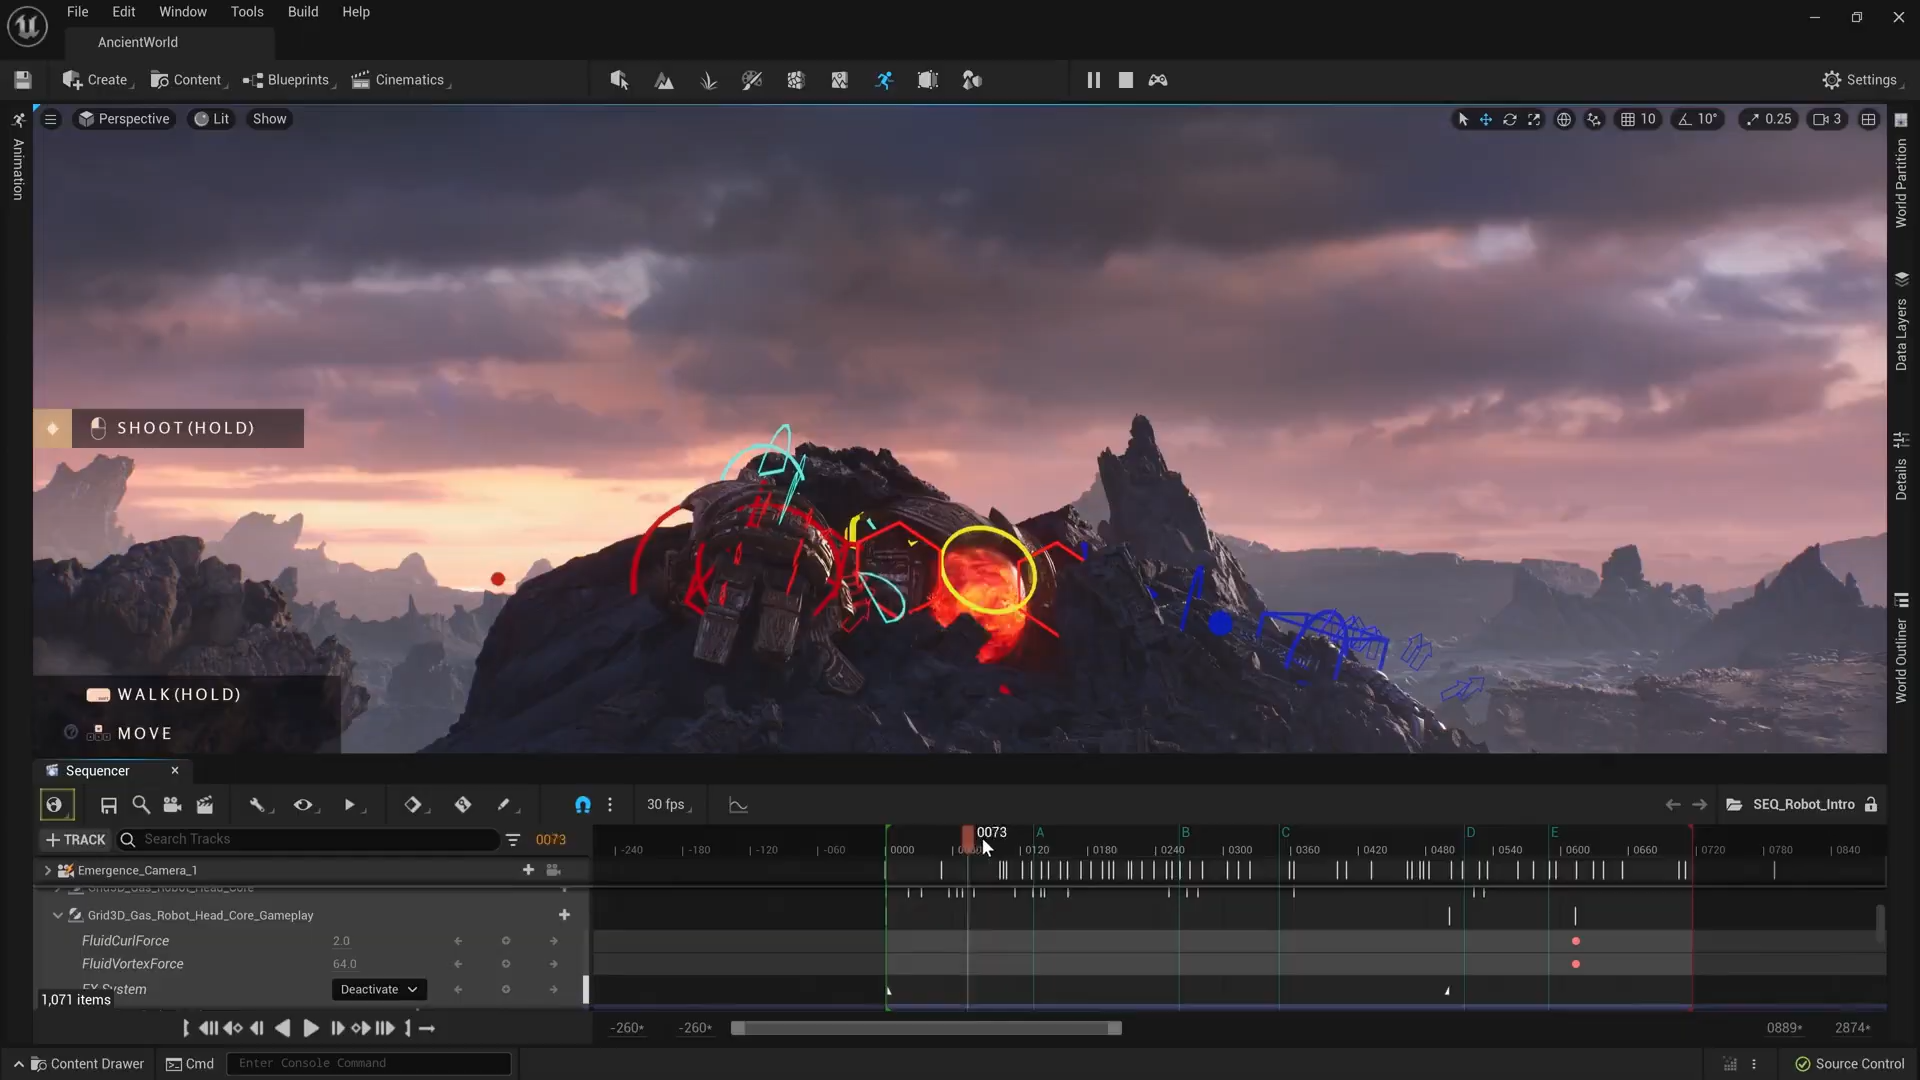 File Edit Window Tools Build Help
AncientWorld
Create Content Blueprints Cinematics Settings
Perspective Lit Show 10 10° 0.25 3
Animation
World Partition
Data Layers
Details
World Outliner
SHOOT(HOLD)
WALK(HOLD)
MOVE
Sequencer
30 fps SEQ_Robot_Intro
TRACK Search Tracks 0073
0073 A B C D E
-240 -180 -120 -060 0000 0120 0180 0240 0300 0360 0420 0480 0540 0600 0660 0720 0780 0840
Emergence_Camera_1
Grid3D_Gas_Robot_Head_Core
Grid3D_Gas_Robot_Head_Core_Gameplay
FluidCurlForce 2.0
FluidVortexForce 64.0
FX System Deactivate
1,071 items
-260* -260* 0889* 2874*
Content Drawer Cmd Enter Console Command Source Control